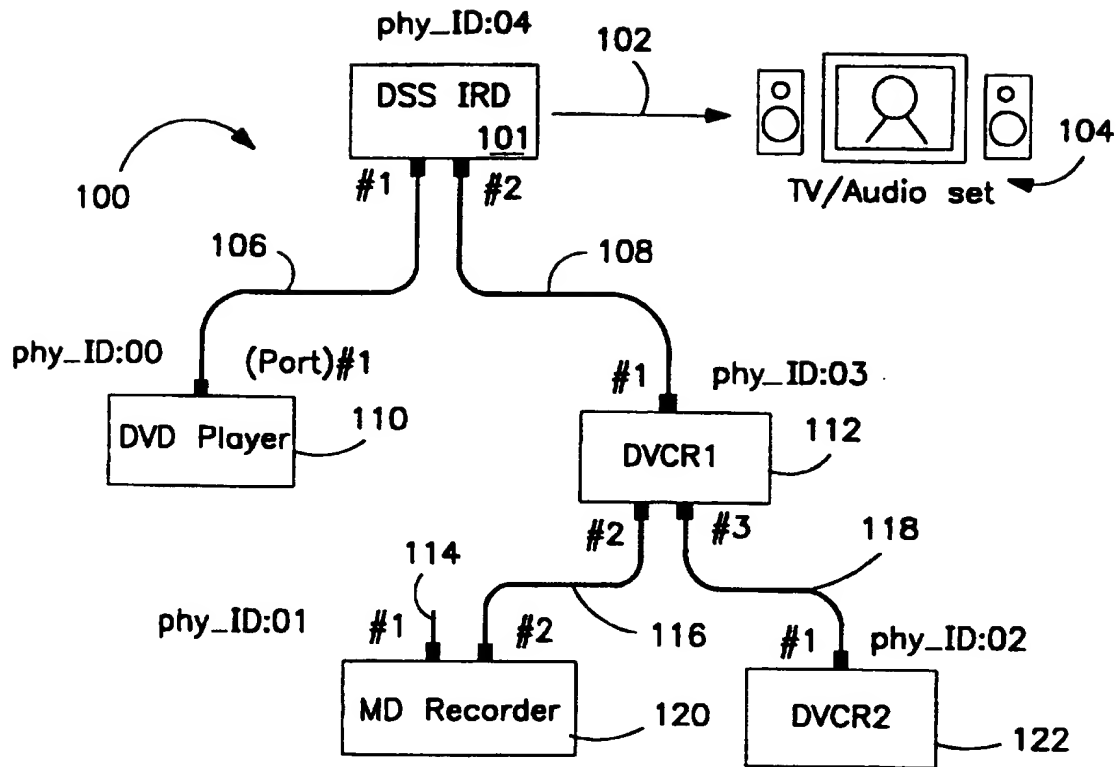 phy_ID:04
102
DSS IRD
101
104
#1
#2
TV/Audio set
100
106
108
phy_ID:00
(Port)#1
#1
phy_ID:03
DVD Player
110
DVCR1
112
#2
#3
114
118
phy_ID:01
#1
#2
116
#1
phy_ID:02
MD Recorder
120
DVCR2
122